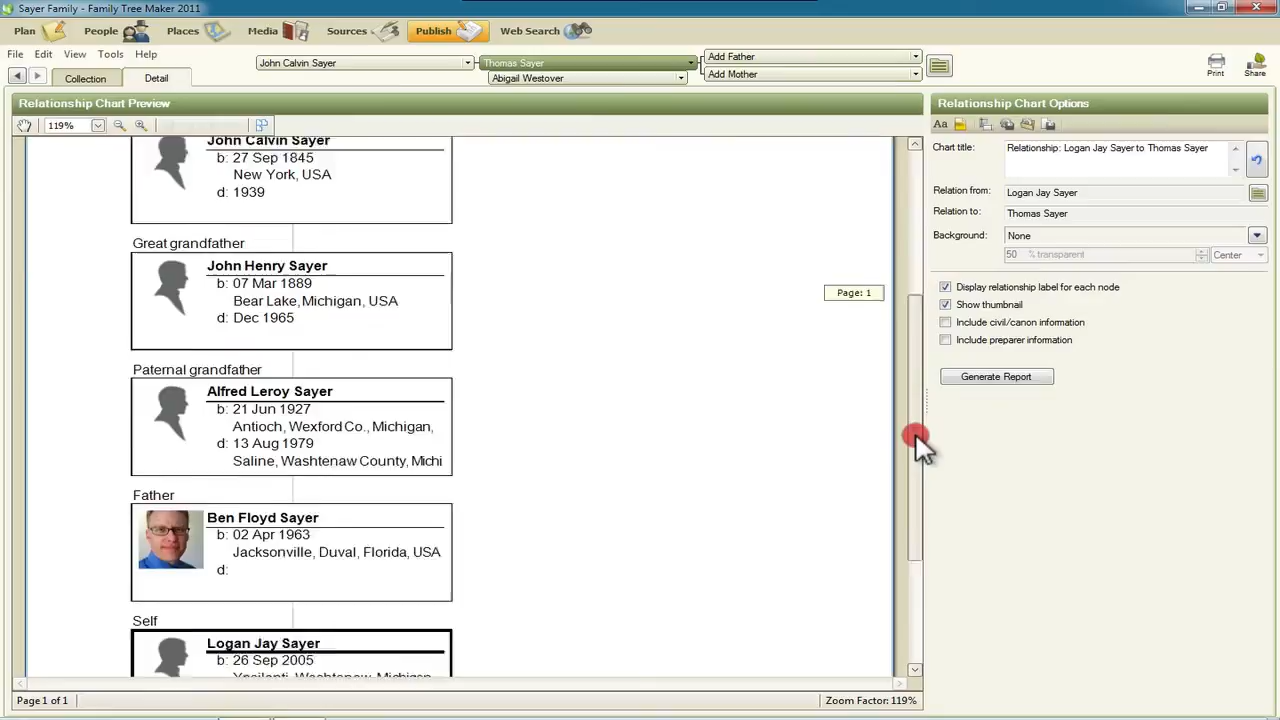 Sayer Family - Family Tree Maker 2011
Plan People Places Media Sources Publish Web Search
File Edit View Tools Help
John Calvin Sayer Thomas Sayer Add Father
Abigail Westover Add Mother
Print Share
Collection Detail
Relationship Chart Preview
119%
John Calvin Sayer
b: 27 Sep 1845
New York, USA
d: 1939
Great grandfather
John Henry Sayer
b: 07 Mar 1889
Bear Lake, Michigan, USA
d: Dec 1965
Page: 1
Paternal grandfather
Alfred Leroy Sayer
b: 21 Jun 1927
Antioch, Wexford Co., Michigan,
d: 13 Aug 1979
Saline, Washtenaw County, Michi
Father
Ben Floyd Sayer
b: 02 Apr 1963
Jacksonville, Duval, Florida, USA
d:
Self
Logan Jay Sayer
b: 26 Sep 2005
Ypsilanti, Washtenaw, Michigan
Page 1 of 1 Zoom Factor: 119%
Relationship Chart Options
Aa
Chart title: Relationship: Logan Jay Sayer to Thomas Sayer
Relation from: Logan Jay Sayer
Relation to: Thomas Sayer
Background: None
50 % transparent Center
Display relationship label for each node
Show thumbnail
Include civil/canon information
Include preparer information
Generate Report